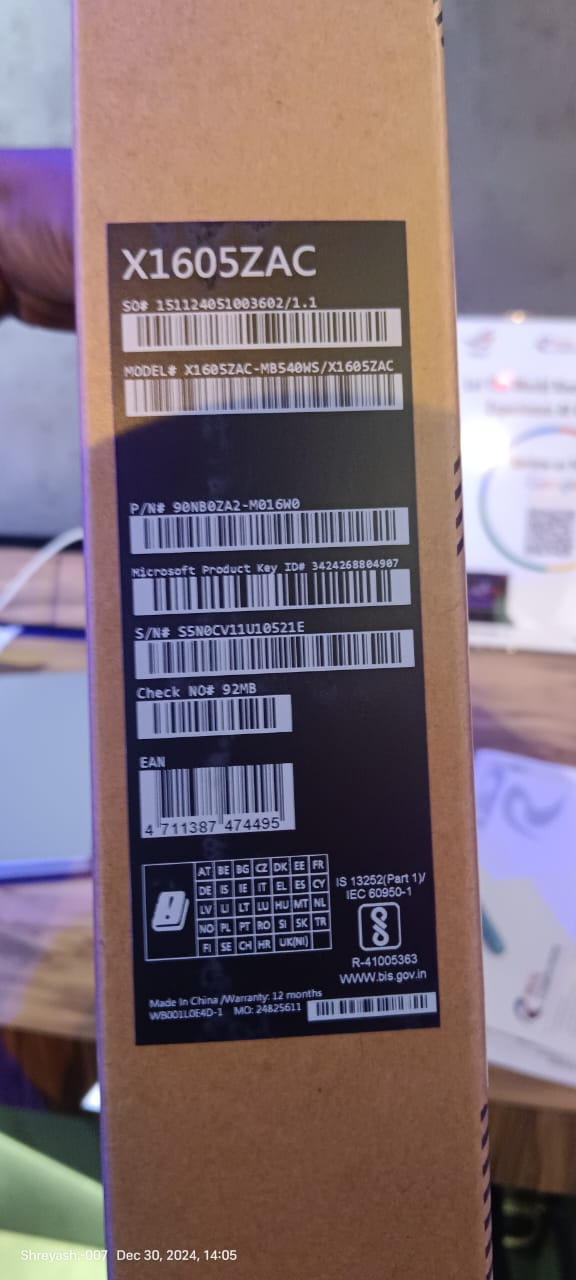 X1605ZAC
SO# 151124051003602/1.1
MODEL# X1605ZAC-MB540WS/X1605ZAC
P/N# 90NB0ZA2-M016W0
Microsoft Product Key ID# 3424268804907
S/N# S5N0CV11U10521E
Check NO# 92MB
EAN
4 711387 474495
AT BE BG CZ DK EE FR
DE IS IE IT EL ES CY
LV LI LT LU HU MT NL
NO PL PT RO SI SK TR
FI SE CH HR UK(NI)
IS 13252(Part 1)/
IEC 60950-1
R-41005363
WWW.bis.gov.in
Made In China /Warranty: 12 months
WB001L0E4D-1 MO: 24825611
Shreyash.-007 Dec 30, 2024, 14:05